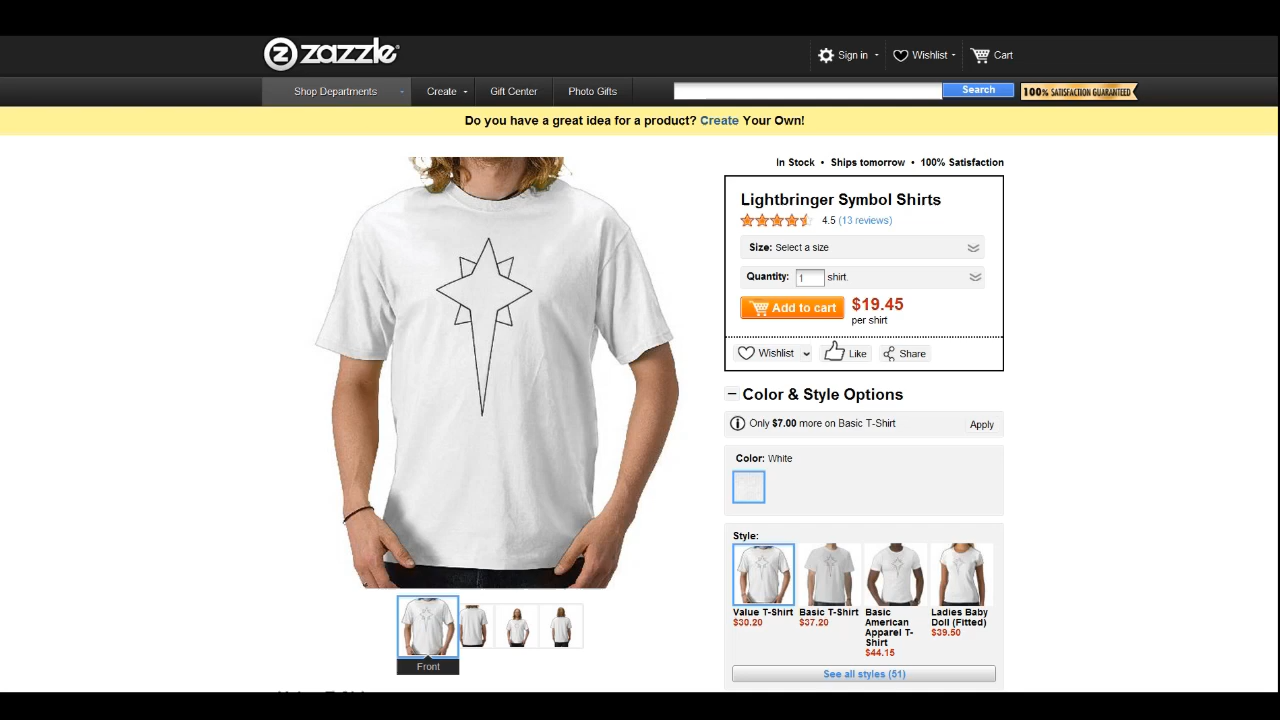 zazzle
Sign in
Wishlist
Cart
Shop Departments
Create
Gift Center
Photo Gifts
Search
100% SATISFACTION GUARANTEED
Do you have a great idea for a product? Create Your Own!
In Stock • Ships tomorrow • 100% Satisfaction
Lightbringer Symbol Shirts
4.5 (13 reviews)
Size: Select a size
Quantity: 1 shirt.
Add to cart
$19.45
per shirt
Wishlist
Like
Share
Color & Style Options
Only $7.00 more on Basic T-Shirt
Apply
Color: White
Style:
Value T-Shirt
$30.20
Basic T-Shirt
$37.20
Basic
American
Apparel T-
Shirt
$44.15
Ladies Baby
Doll (Fitted)
$39.50
See all styles (51)
Front